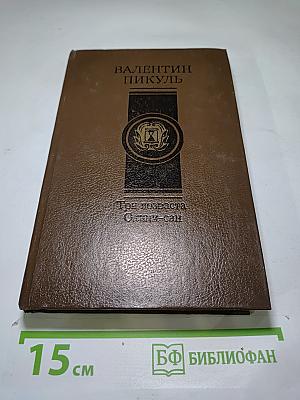 ВАЛЕНТИН
ПИКУЛЬ
Три возраста
Окини-сан
15 см
БФ БИБЛИОФАН